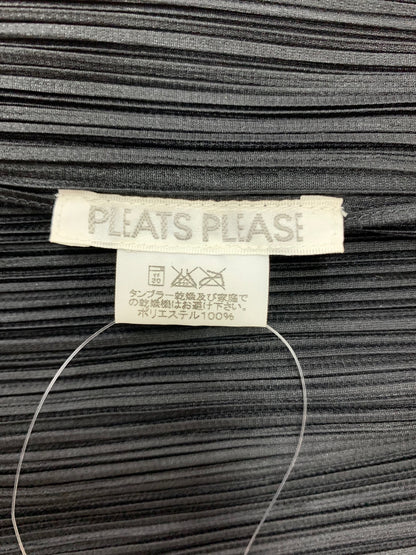 PLEATS PLEASE
30
タンブラー乾燥及び家庭で
の乾燥機はお避け下さい。
ポリエステル100%